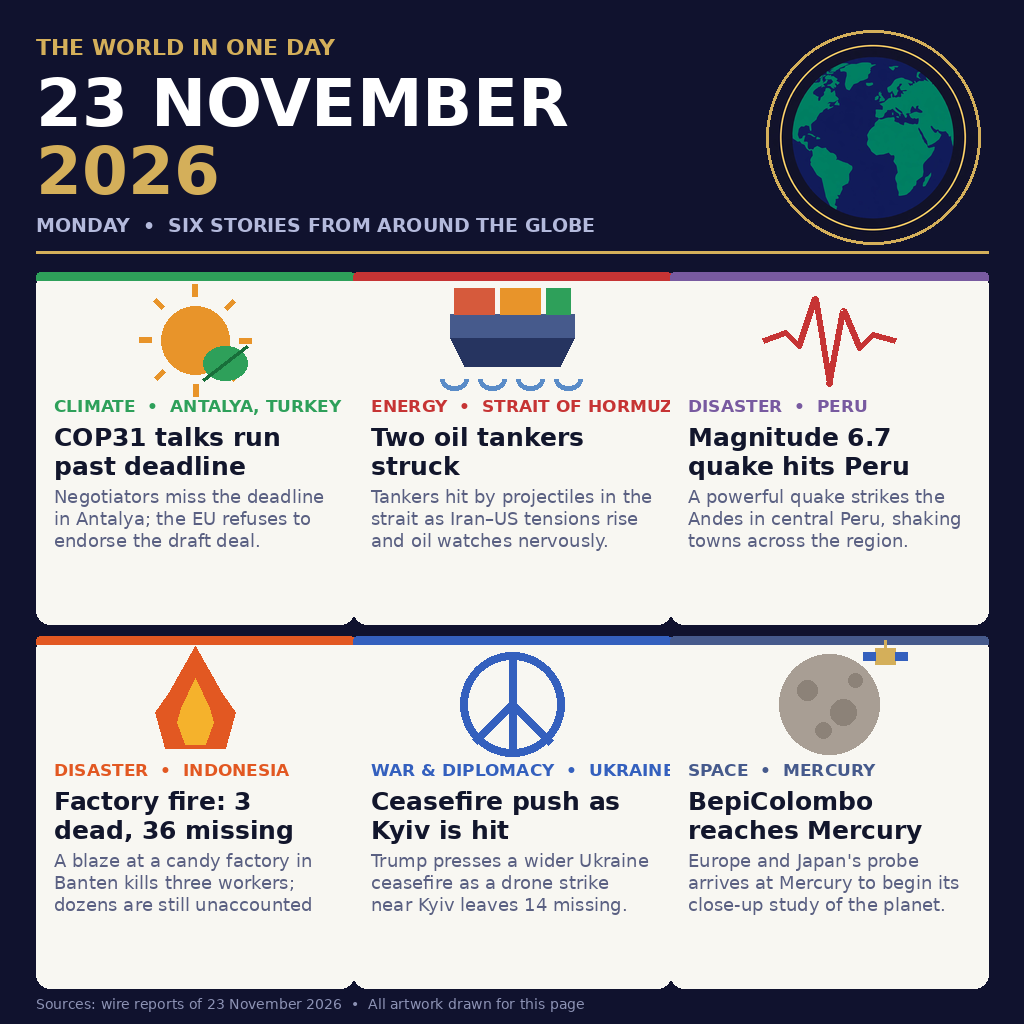 THE WORLD IN ONE DAY
23 NOVEMBER
2026
MONDAY • SIX STORIES FROM AROUND THE GLOBE
CLIMATE • ANTALYA, TURKEY
COP31 talks run
past deadline
Negotiators miss the deadline
in Antalya; the EU refuses to
endorse the draft deal.
ENERGY • STRAIT OF HORMUZ
Two oil tankers
struck
Tankers hit by projectiles in the
strait as Iran–US tensions rise
and oil watches nervously.
DISASTER • PERU
Magnitude 6.7
quake hits Peru
A powerful quake strikes the
Andes in central Peru, shaking
towns across the region.
DISASTER • INDONESIA
Factory fire: 3
dead, 36 missing
A blaze at a candy factory in
Banten kills three workers;
dozens are still unaccounted
WAR & DIPLOMACY • UKRAINE
Ceasefire push as
Kyiv is hit
Trump presses a wider Ukraine
ceasefire as a drone strike
near Kyiv leaves 14 missing.
SPACE • MERCURY
BepiColombo
reaches Mercury
Europe and Japan's probe
arrives at Mercury to begin its
close-up study of the planet.
Sources: wire reports of 23 November 2026 • All artwork drawn for this page